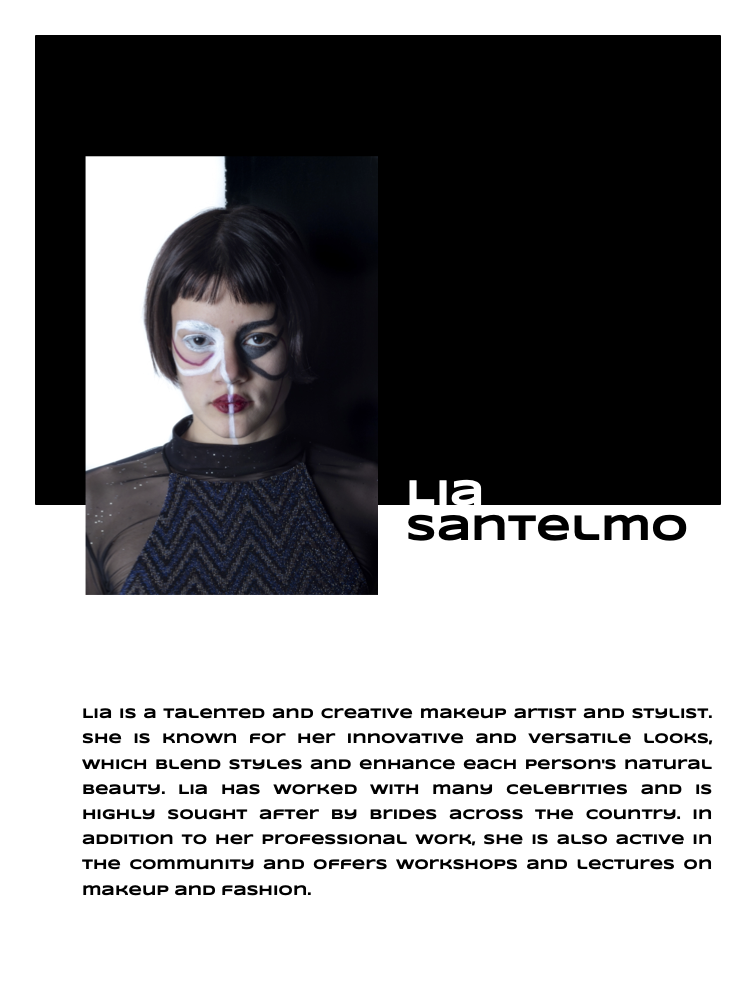 Lia
Santelmo
Lia is a talented and creative makeup artist and stylist.
She is known for her innovative and versatile looks,
which blend styles and enhance each person's natural
beauty. Lia has worked with many celebrities and is
highly sought after by brides across the country. In
addition to her professional work, she is also active in
the community and offers workshops and lectures on
makeup and fashion.